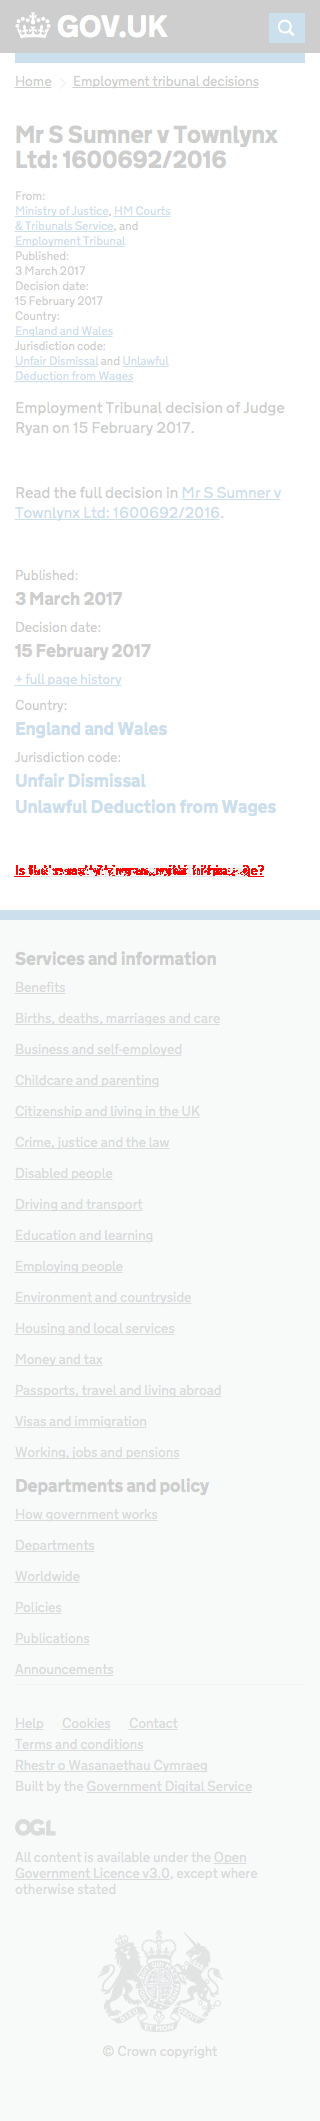 GOV.UK
Home Employment tribunal decisions
Mr S Sumner v Townlynx
Ltd: 1600692/2016
From:
Ministry of Justice, HM Courts
& Tribunals Service, and
Employment Tribunal
Published:
3 March 2017
Decision date:
15 February 2017
Country:
England and Wales
Jurisdiction code:
Unfair Dismissal and Unlawful
Deduction from Wages
Employment Tribunal decision of Judge
Ryan on 15 February 2017.
Read the full decision in Mr S Sumner v
Townlynx Ltd: 1600692/2016.
Published:
3 March 2017
Decision date:
15 February 2017
+ full page history
Country:
England and Wales
Jurisdiction code:
Unfair Dismissal
Unlawful Deduction from Wages
Is
Services and information
Benefits
Births, deaths, marriages and care
Business and self-employed
Childcare and parenting
Citizenship and living in the UK
Crime, justice and the law
Disabled people
Driving and transport
Education and learning
Employing people
Environment and countryside
Housing and local services
Money and tax
Passports, travel and living abroad
Visas and immigration
Working, jobs and pensions
Departments and policy
How government works
Departments
Worldwide
Policies
Publications
Announcements
Help Cookies Contact
Terms and conditions
Rhestr o Wasanaethau Cymraeg
Built by the Government Digital Service
OGL
All content is available under the Open
Government Licence v3.0, except where
otherwise stated
© Crown copyright